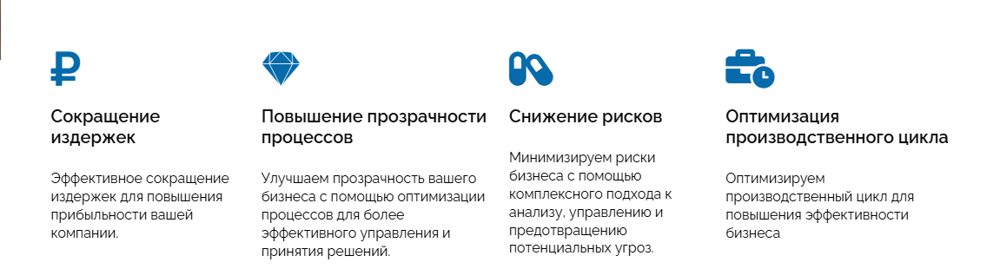 Сокращение
издержек
Эффективное сокращение
издержек для повышения
прибыльности вашей
компании.
Повышение прозрачности
процессов
Улучшаем прозрачность вашего
бизнеса с помощью оптимизации
процессов для более
эффективного управления и
принятия решений.
Снижение рисков
Минимизируем риски
бизнеса с помощью
комплексного подхода к
анализу, управлению и
предотвращению
потенциальных угроз.
Оптимизация
производственного цикла
Оптимизируем
производственный цикл для
повышения эффективности
бизнеса